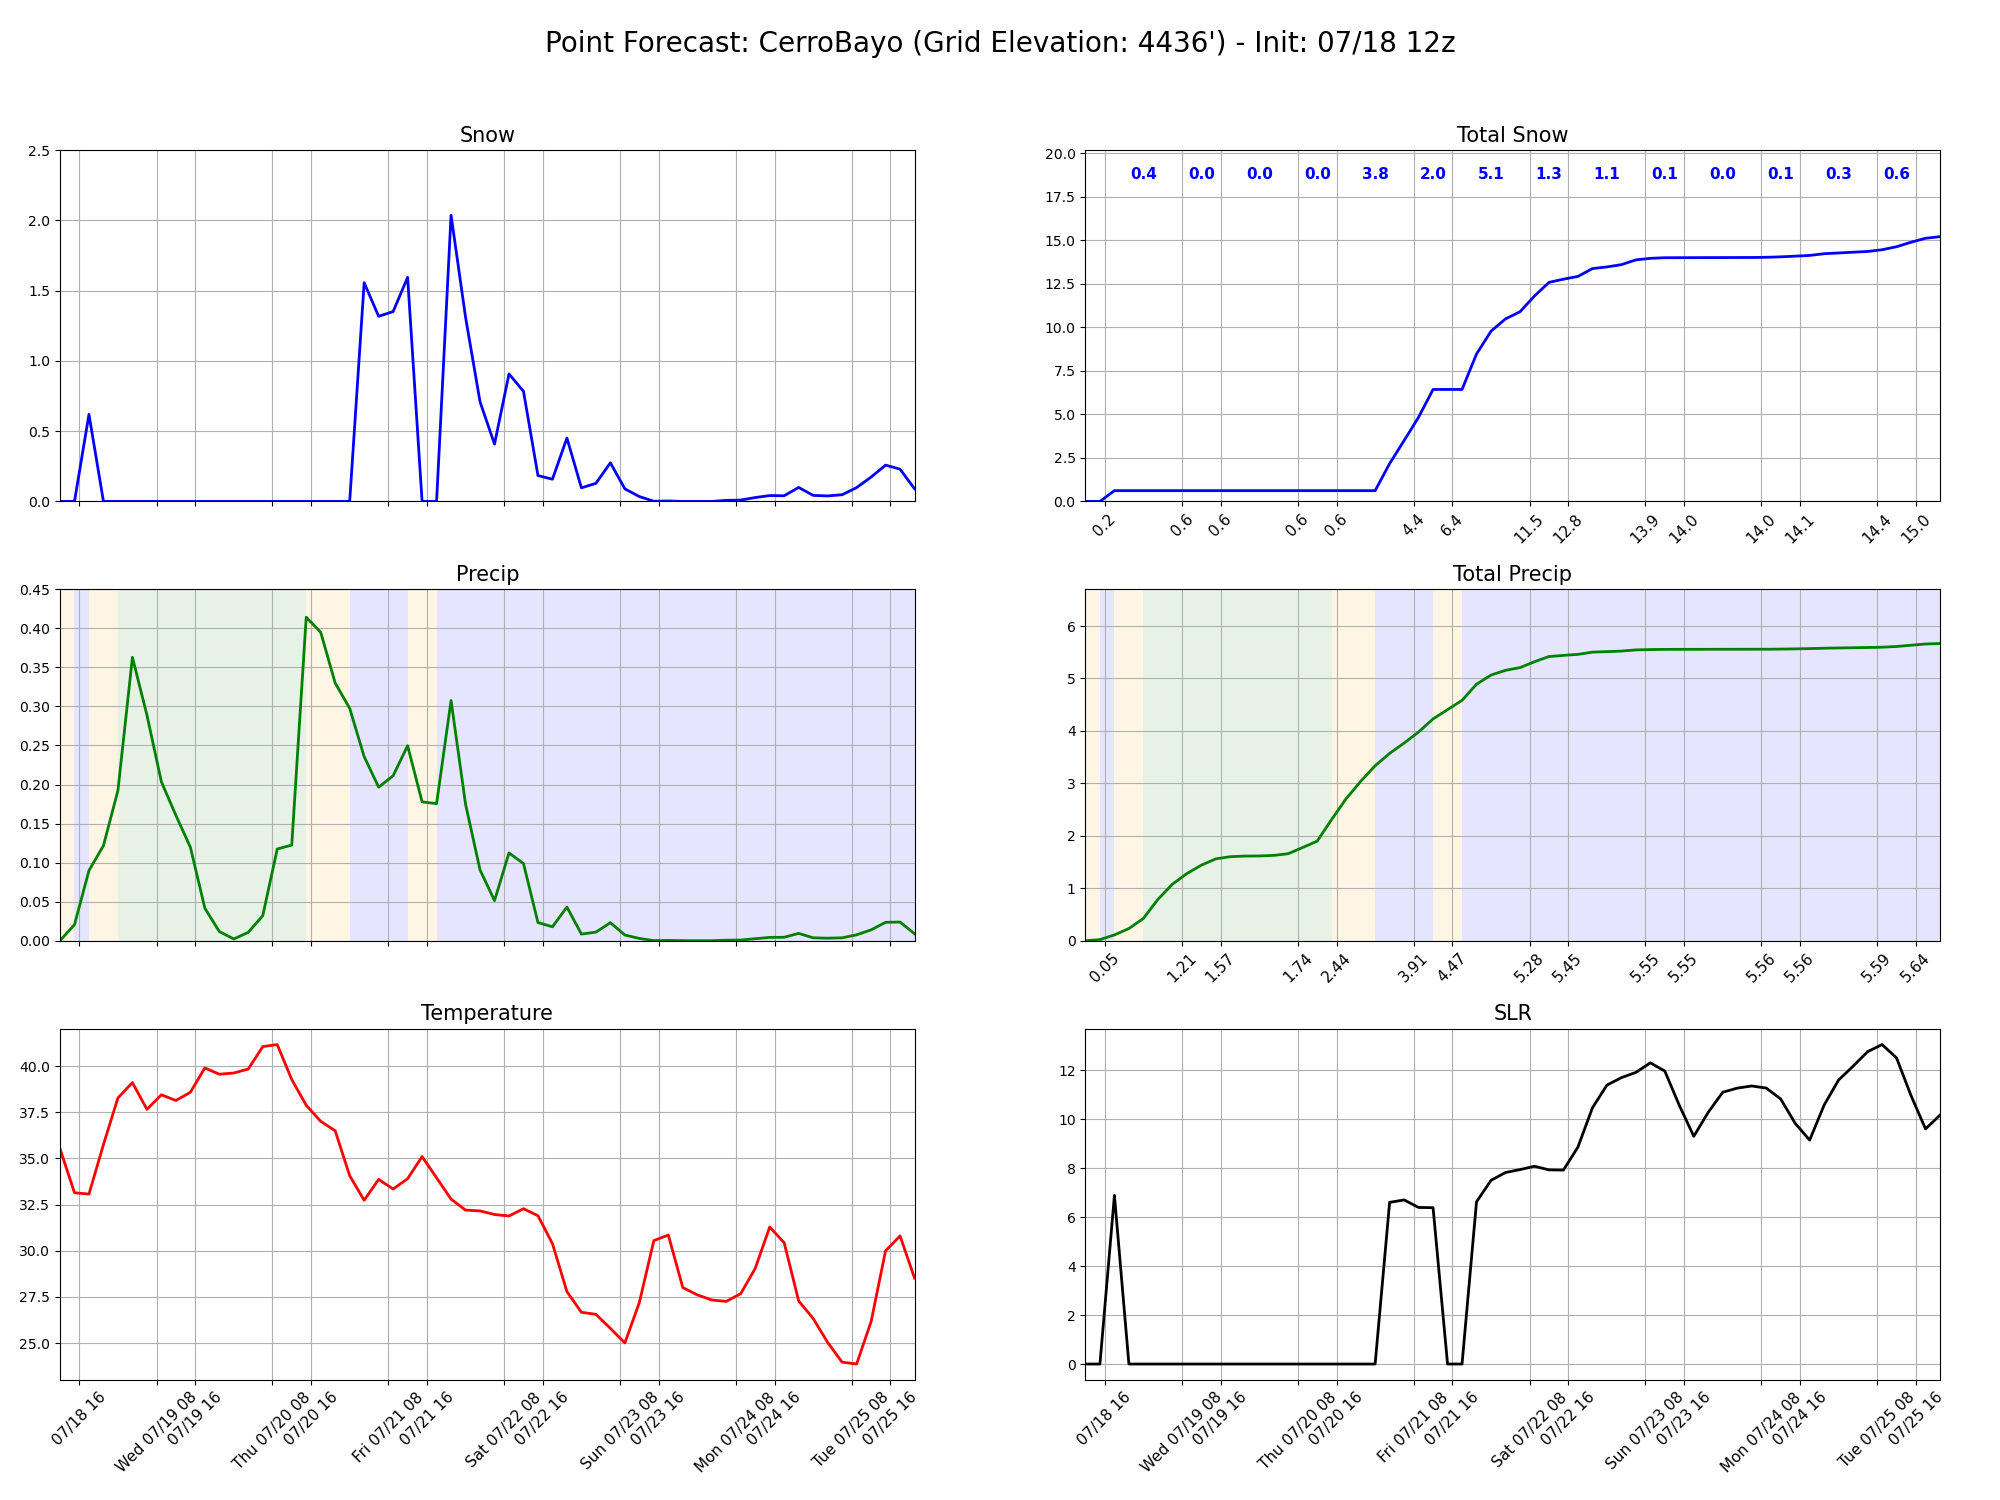 Point Forecast: CerroBayo (Grid Elevation: 4436') - Init: 07/18 12z
Snow
2.5
2.0
1.5
1.0
0.5
0.0
Total Snow
20.0
17.5
15.0
12.5
10.0
7.5
5.0
2.5
0.0
0.4 0.0 0.0 0.0 3.8 2.0 5.1 1.3 1.1 0.1 0.0 0.1 0.3 0.6
0.2 0.6 0.6 0.6 0.6 4.4 6.4 11.5 12.8 13.9 14.0 14.0 14.1 14.4 15.0
Precip
0.45
0.40
0.35
0.30
0.25
0.20
0.15
0.10
0.05
0.00
Total Precip
6
5
4
3
2
1
0
0.05 1.21 1.57 1.74 2.44 3.91 4.47 5.28 5.45 5.55 5.55 5.56 5.56 5.59 5.64
Temperature
40.0
37.5
35.0
32.5
30.0
27.5
25.0
07/18 16
Wed 07/19 08
07/19 16
Thu 07/20 08
07/20 16
Fri 07/21 08
07/21 16
Sat 07/22 08
07/22 16
Sun 07/23 08
07/23 16
Mon 07/24 08
07/24 16
Tue 07/25 08
07/25 16
SLR
12
10
8
6
4
2
0
07/18 16
Wed 07/19 08
07/19 16
Thu 07/20 08
07/20 16
Fri 07/21 08
07/21 16
Sat 07/22 08
07/22 16
Sun 07/23 08
07/23 16
Mon 07/24 08
07/24 16
Tue 07/25 08
07/25 16